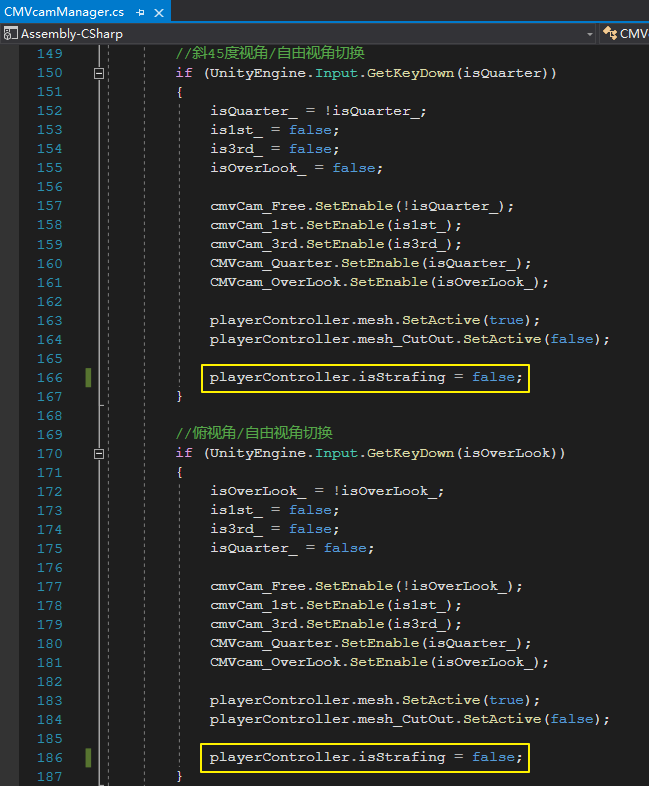 CMVcamManager.cs
Assembly-CSharp CMV
149 //斜45度视角/自由视角切换
150 if (UnityEngine.Input.GetKeyDown(isQuarter))
151 {
152 isQuarter_ = !isQuarter_;
153 is1st_ = false;
154 is3rd_ = false;
155 isOverLook_ = false;
156
157 cmvCam_Free.SetEnable(!isQuarter_);
158 cmvCam_1st.SetEnable(is1st_);
159 cmvCam_3rd.SetEnable(is3rd_);
160 CMVcam_Quarter.SetEnable(isQuarter_);
161 CMVcam_OverLook.SetEnable(isOverLook_);
162
163 playerController.mesh.SetActive(true);
164 playerController.mesh_CutOut.SetActive(false);
165
166 playerController.isStrafing = false;
167 }
168
169 //俯视角/自由视角切换
170 if (UnityEngine.Input.GetKeyDown(isOverLook))
171 {
172 isOverLook_ = !isOverLook_;
173 is1st_ = false;
174 is3rd_ = false;
175 isQuarter_ = false;
176
177 cmvCam_Free.SetEnable(!isOverLook_);
178 cmvCam_1st.SetEnable(is1st_);
179 cmvCam_3rd.SetEnable(is3rd_);
180 CMVcam_Quarter.SetEnable(isQuarter_);
181 CMVcam_OverLook.SetEnable(isOverLook_);
182
183 playerController.mesh.SetActive(true);
184 playerController.mesh_CutOut.SetActive(false);
185
186 playerController.isStrafing = false;
187 }